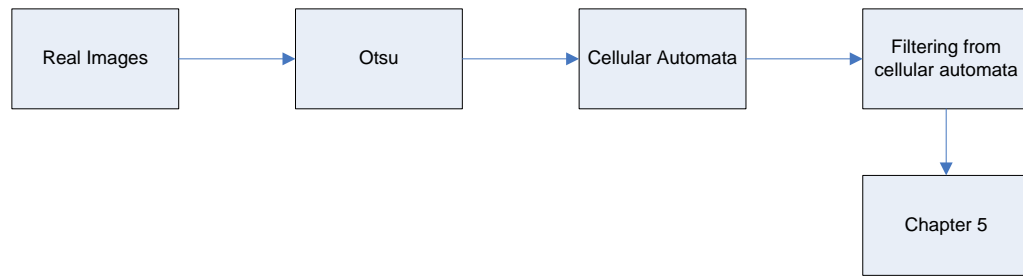 Real Images
Otsu
Cellular Automata
Filtering from
cellular automata
Chapter 5